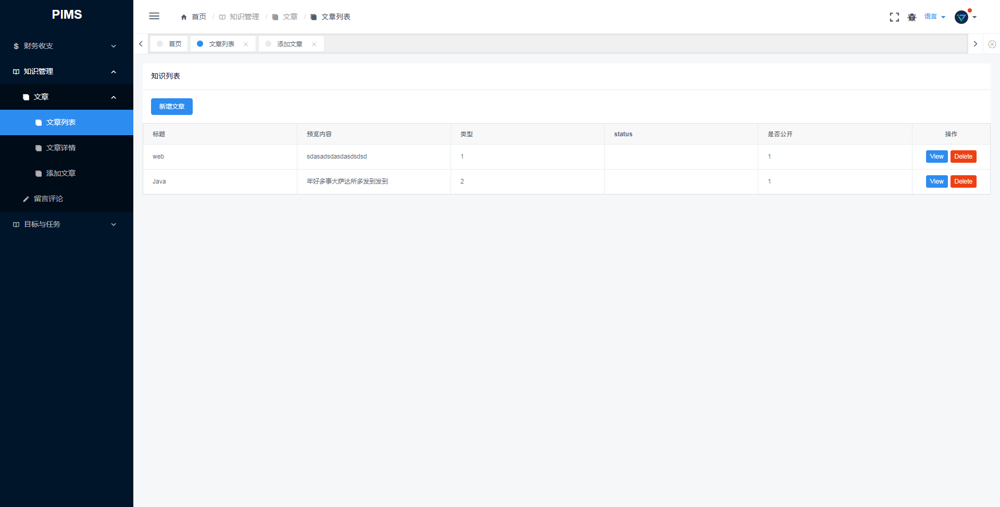 PIMS
财务收支
知识管理
文章
文章列表
文章详情
添加文章
留言评论
目标与任务
首页 / 知识管理 / 文章 / 文章列表
语言
首页 文章列表 添加文章
知识列表
新增文章
标题 预览内容 类型 status 是否公开 操作
web sdasadsdasdasdsdsd 1 1 View Delete
Java 年好多事大萨达所多发到发到 2 1 View Delete